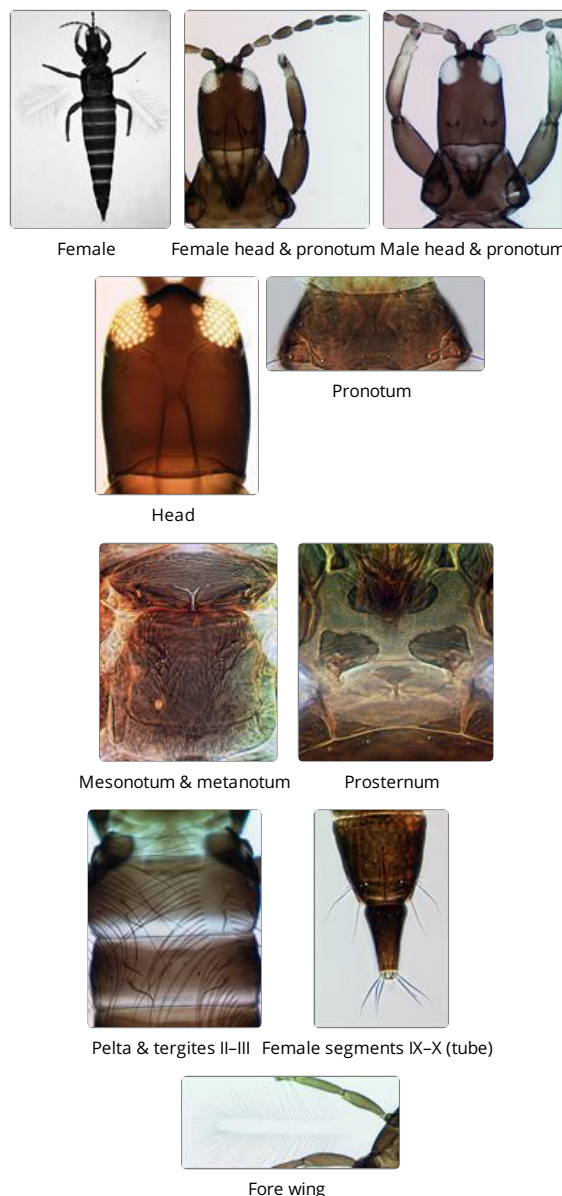 Female
Female head & pronotum
Male head & pronotum
Head
Pronotum
Mesonotum & metanotum
Prosternum
Pelta & tergites II–III
Female segments IX–X (tube)
Fore wing